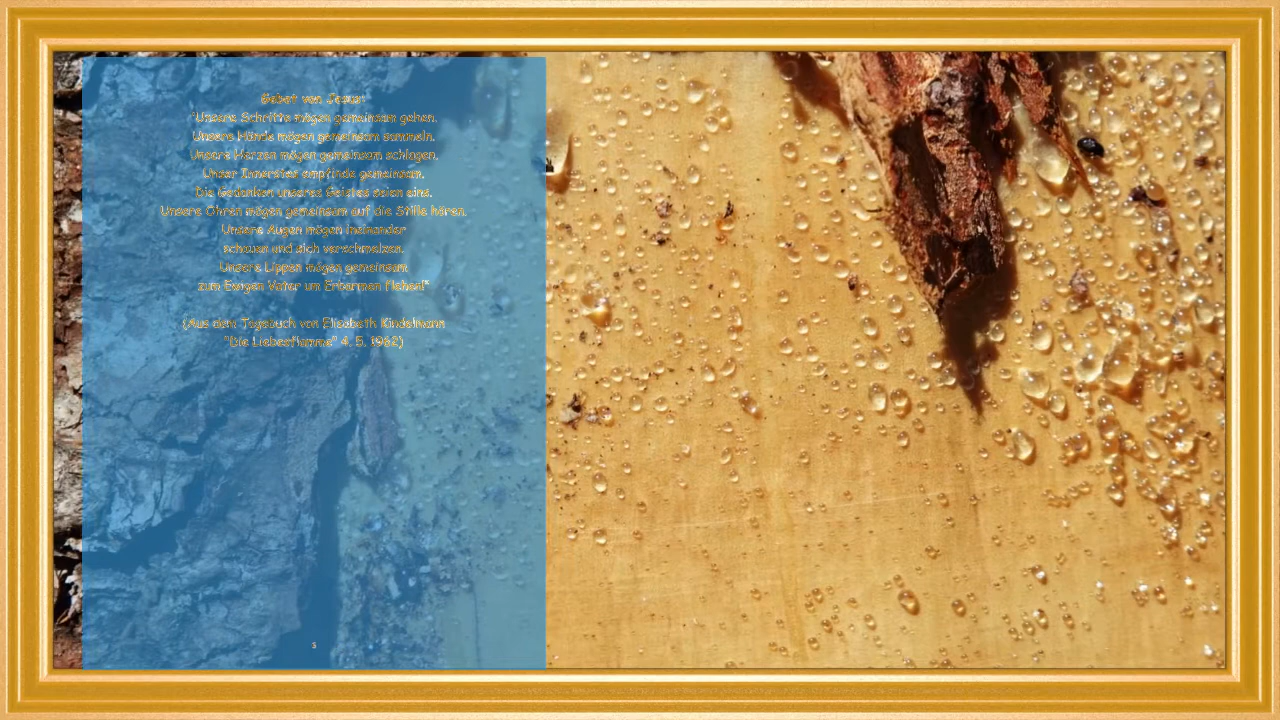 Gebet von Jesus:
"Unsere Schritte mögen gemeinsam gehen.
Unsere Hände mögen gemeinsam sammeln.
Unsere Herzen mögen gemeinsam schlagen.
Unser Innerstes empfinde gemeinsam.
Die Gedanken unseres Geistes seien eins.
Unsere Ohren mögen gemeinsam auf die Stille hören.
Unsere Augen mögen ineinander
schauen und sich verschmelzen.
Unsere Lippen mögen gemeinsam
zum Ewigen Vater um Erbarmen flehen!"
(Aus dem Tagebuch von Elisabeth Kindelmann
"Die Liebesflamme" 4. 5. 1962)